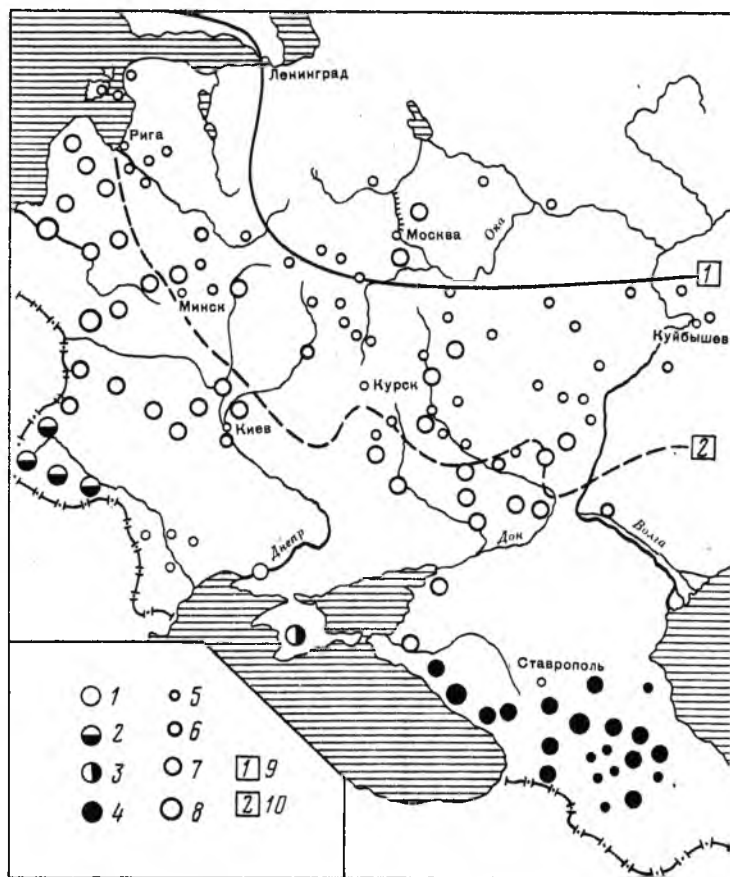 Ленинград
Рига
Москва
Ока
1
Минск
Куйбышев
Курск
Киев
2
Днепр
Дон
Волга
Ставрополь
1 5
2 6
3 7 1 9
4 8 2 10